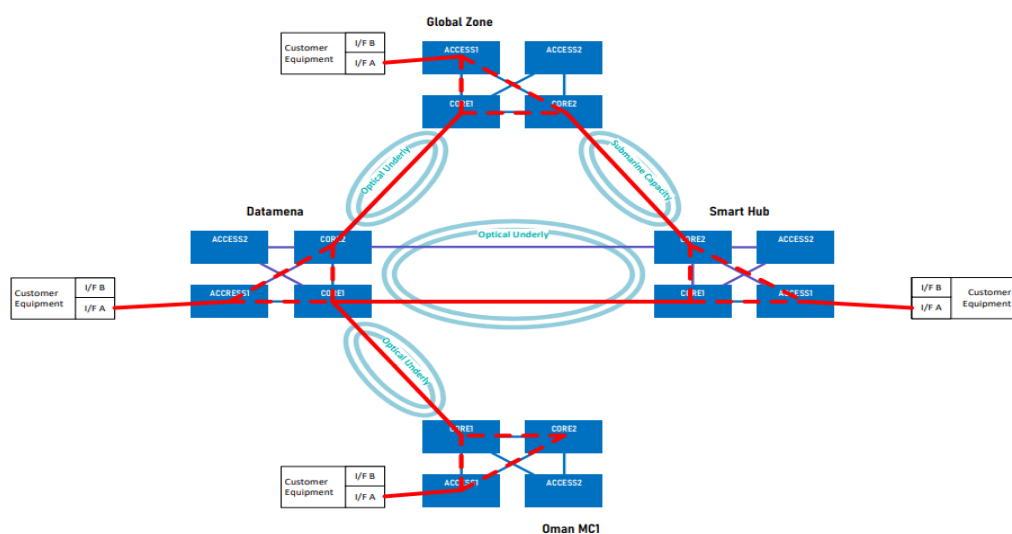 Global Zone
Customer
Equipment
I/F B
I/F A
ACCESS1
ACCESS2
CORE1
CORE2
Optical Underly
Submarine Capacity
Datamena
Smart Hub
ACCESS2
CORE2
Optical Underly
CORE2
ACCESS2
Customer
Equipment
I/F B
I/F A
ACCRESS1
CORE1
CORE1
ACCESS1
I/F B
I/F A
Customer
Equipment
Optical Underly
CORE1
CORE2
Customer
Equipment
I/F B
I/F A
ACCESS1
ACCESS2
Oman MC1